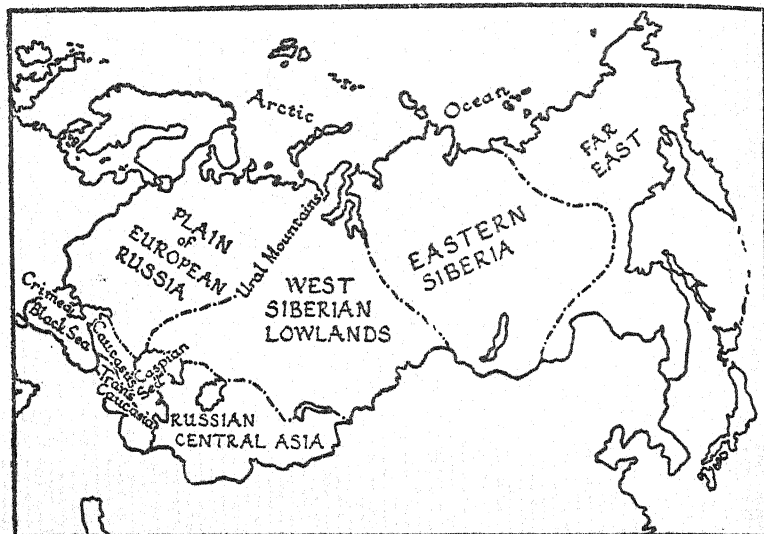 Arctic
Ocean
FAR
EAST
PLAIN
of
EUROPEAN
RUSSIA
Ural Mountains
EASTERN
SIBERIA
WEST
SIBERIAN
LOWLANDS
Crimea
Black Sea
Caucasus
Caspian
Sea
Trans
Caucasia
RUSSIAN
CENTRAL ASIA